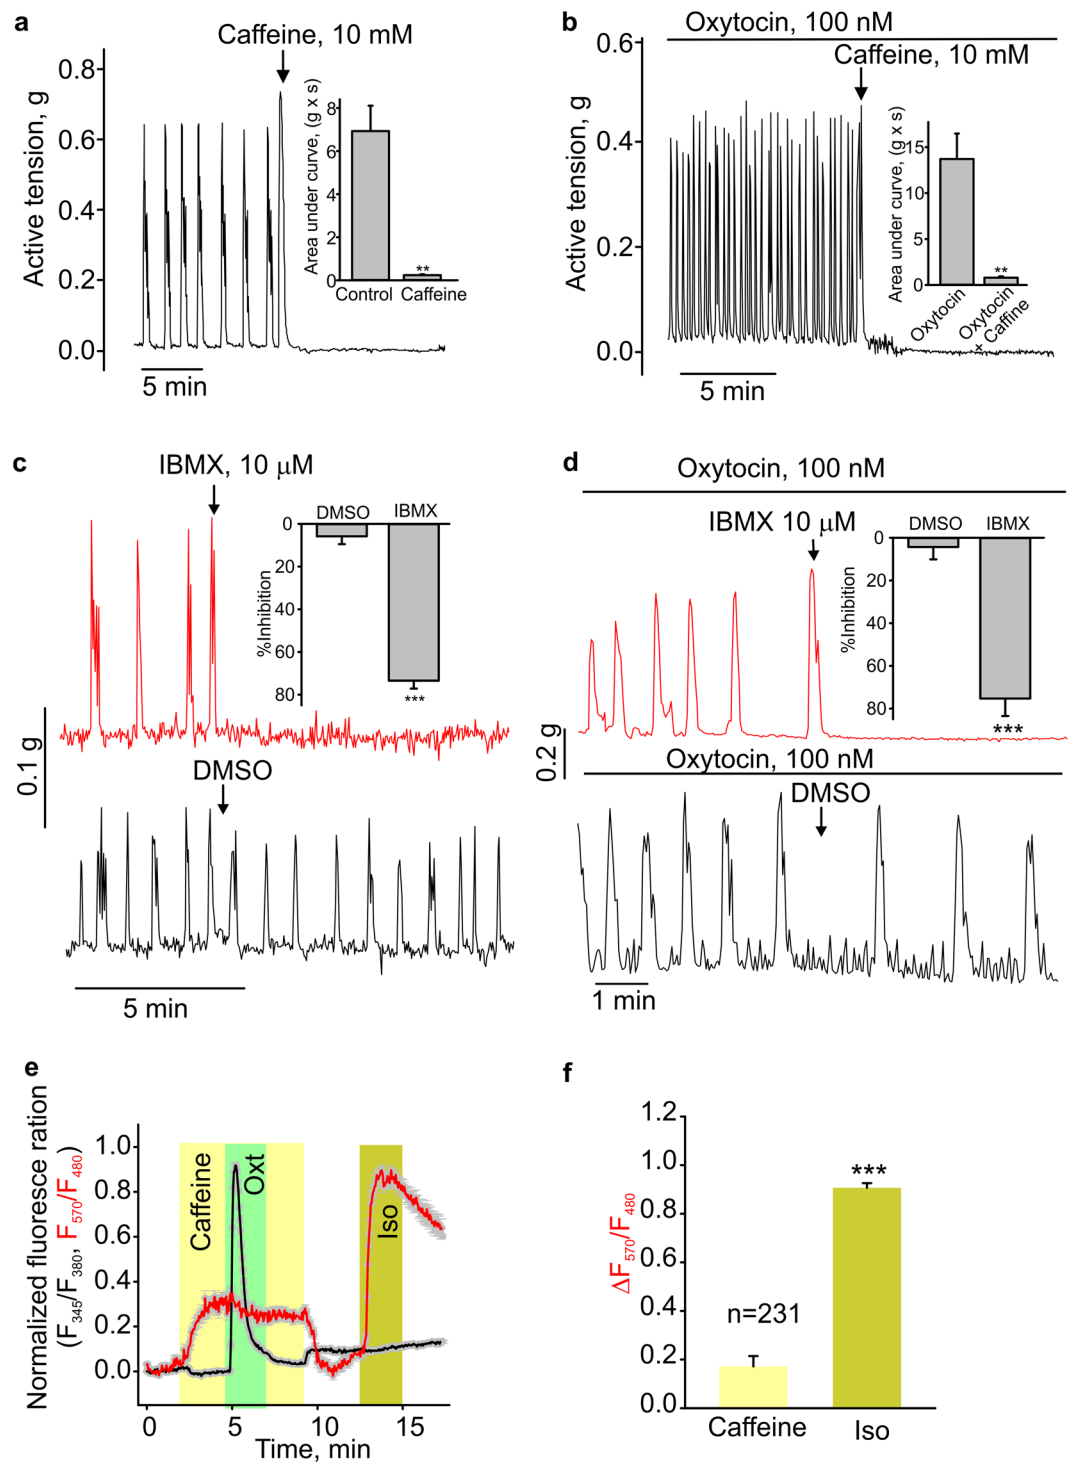 a
Caffeine, 10 mM
Active tension, g
0.8
0.6
0.4
0.2
0.0
5 min
Area under curve, (g x s)
8
6
4
2
0
**
Control Caffeine
b
Oxytocin, 100 nM
Caffeine, 10 mM
Active tension, g
0.6
0.4
0.2
0.0
5 min
Area under curve, (g x s)
15
10
5
0
**
Oxytocin
Oxytocin
+ Caffine
c
IBMX, 10 μM
DMSO IBMX
%Inhibition
0
20
40
60
80
***
0.1 g
DMSO
5 min
d
Oxytocin, 100 nM
IBMX 10 μM
DMSO IBMX
%Inhibition
0
20
40
60
80
***
0.2 g
Oxytocin, 100 nM
DMSO
1 min
e
Normalized fluoresce ration
(F345/F380, F570/F480)
1.0
0.8
0.6
0.4
0.2
0.0
Caffeine
Oxt
Iso
0 5 10 15
Time, min
f
ΔF570/F480
1.2
1.0
0.8
0.6
0.4
0.2
0.0
n=231
***
Caffeine Iso